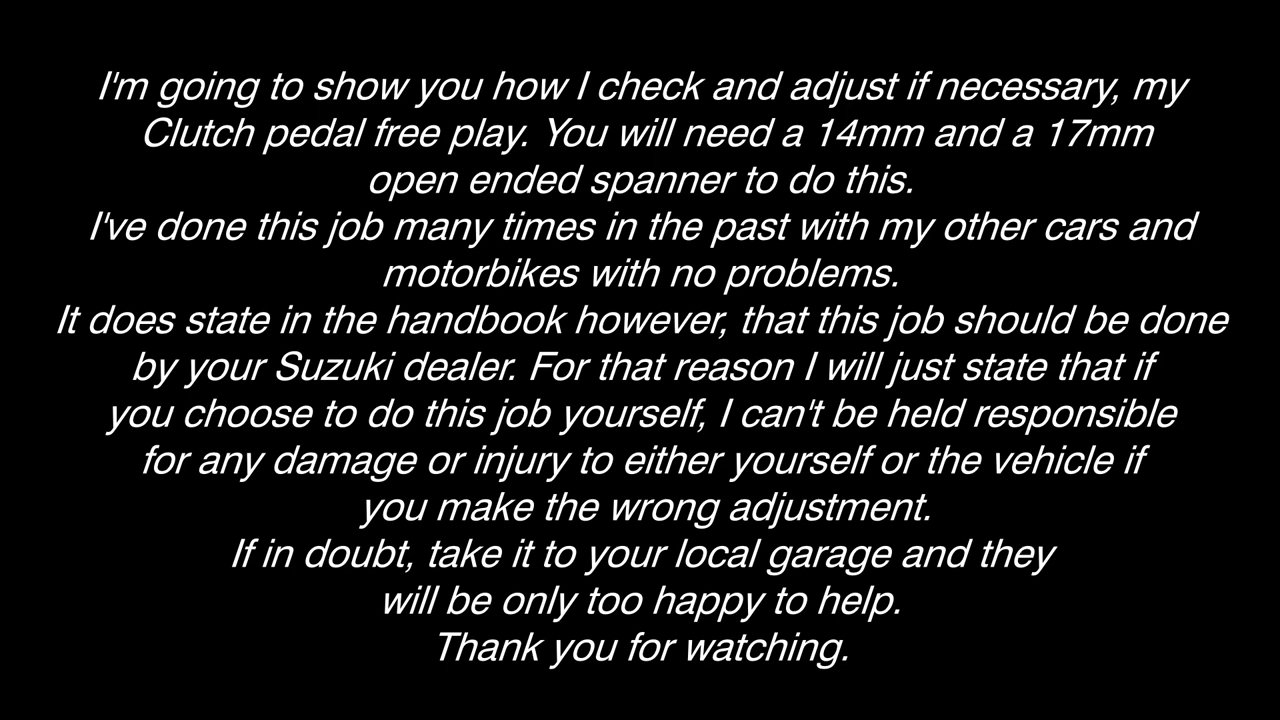 I'm going to show you how I check and adjust if necessary, my
Clutch pedal free play. You will need a 14mm and a 17mm
open ended spanner to do this.
I've done this job many times in the past with my other cars and
motorbikes with no problems.
It does state in the handbook however, that this job should be done
by your Suzuki dealer. For that reason I will just state that if
you choose to do this job yourself, I can't be held responsible
for any damage or injury to either yourself or the vehicle if
you make the wrong adjustment.
If in doubt, take it to your local garage and they
will be only too happy to help.
Thank you for watching.